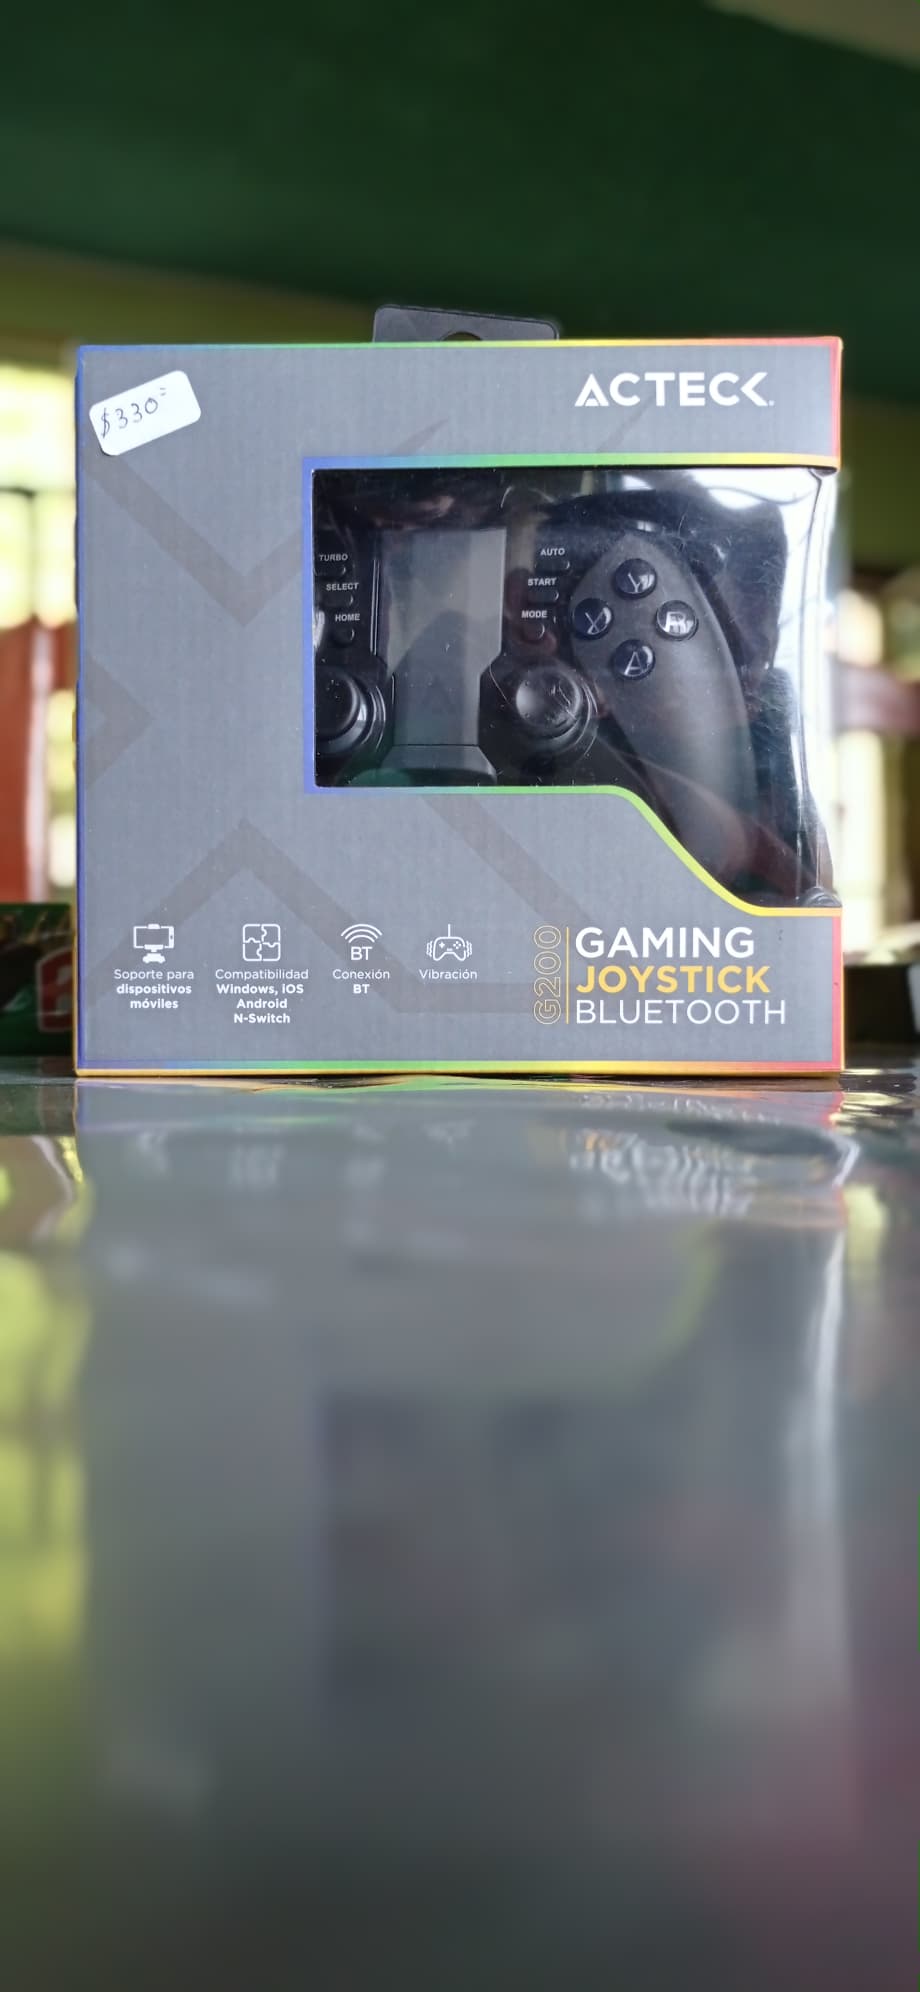 $330=
ACTECK
TURBO
SELECT
HOME
AUTO
START
MODE
Y
X
B
A
Soporte para
dispositivos
móviles
Compatibilidad
Windows, iOS
Android
N-Switch
BT
Conexión
BT
Vibración
G200
GAMING
JOYSTICK
BLUETOOTH